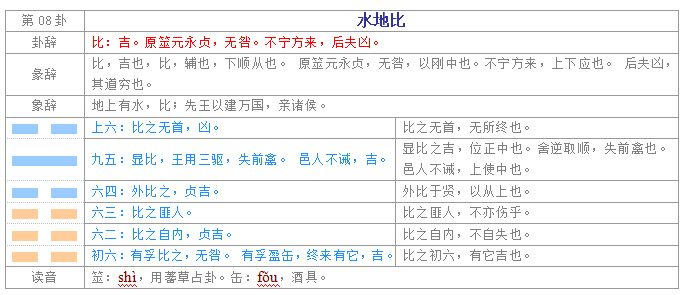 第 08 卦
水地比
卦辞
比：吉。原筮元永贞，无咎。不宁方来，后夫凶。
彖辞
比，吉也，比，辅也，下顺从也。 原筮元永贞，无咎，以刚中也。不宁方来，上下应也。 后夫凶，
其道穷也。
象辞
地上有水，比；先王以建万国，亲诸侯。
上六：比之无首，凶。
比之无首，无所终也。
九五：显比，王用三驱，失前禽。 邑人不诫，吉。
显比之吉，位正中也。舍逆取顺，失前禽也。
邑人不诫，上使中也。
六四：外比之，贞吉。
外比于贤，以从上也。
六三：比之匪人。
比之匪人，不亦伤乎。
六二：比之自内，贞吉。
比之自内，不自失也。
初六：有孚比之，无咎。 有孚盈缶，终来有它，吉。
比之初六，有它吉也。
读音
筮：shì，用蓍草占卦。缶：fǒu，酒具。